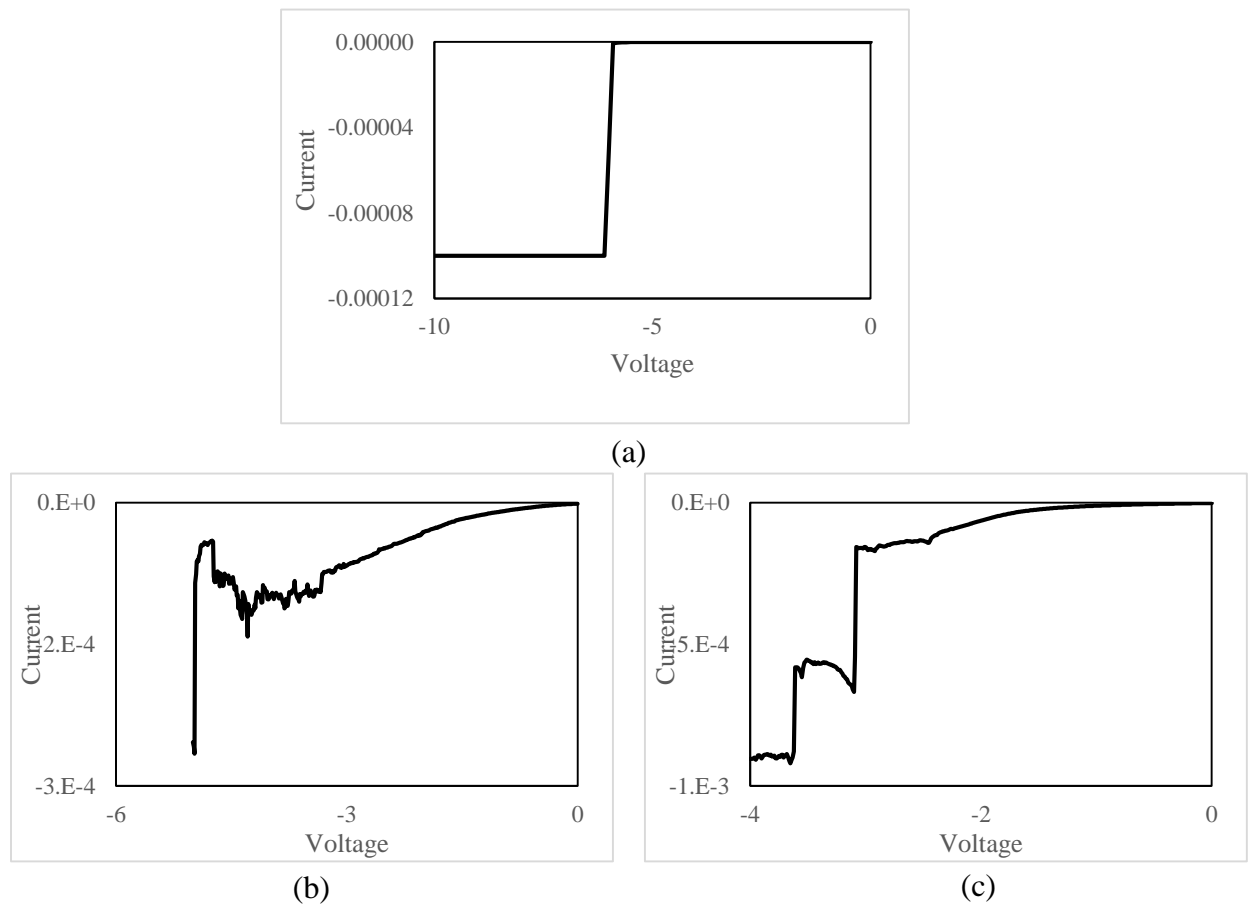 0.00000
-0.00004
-0.00008
-0.00012
Current
-10
-5
0
Voltage
(a)
0.E+0
-2.E-4
-3.E-4
Current
-6
-3
0
Voltage
(b)
0.E+0
-5.E-4
-1.E-3
Current
-4
-2
0
Voltage
(c)